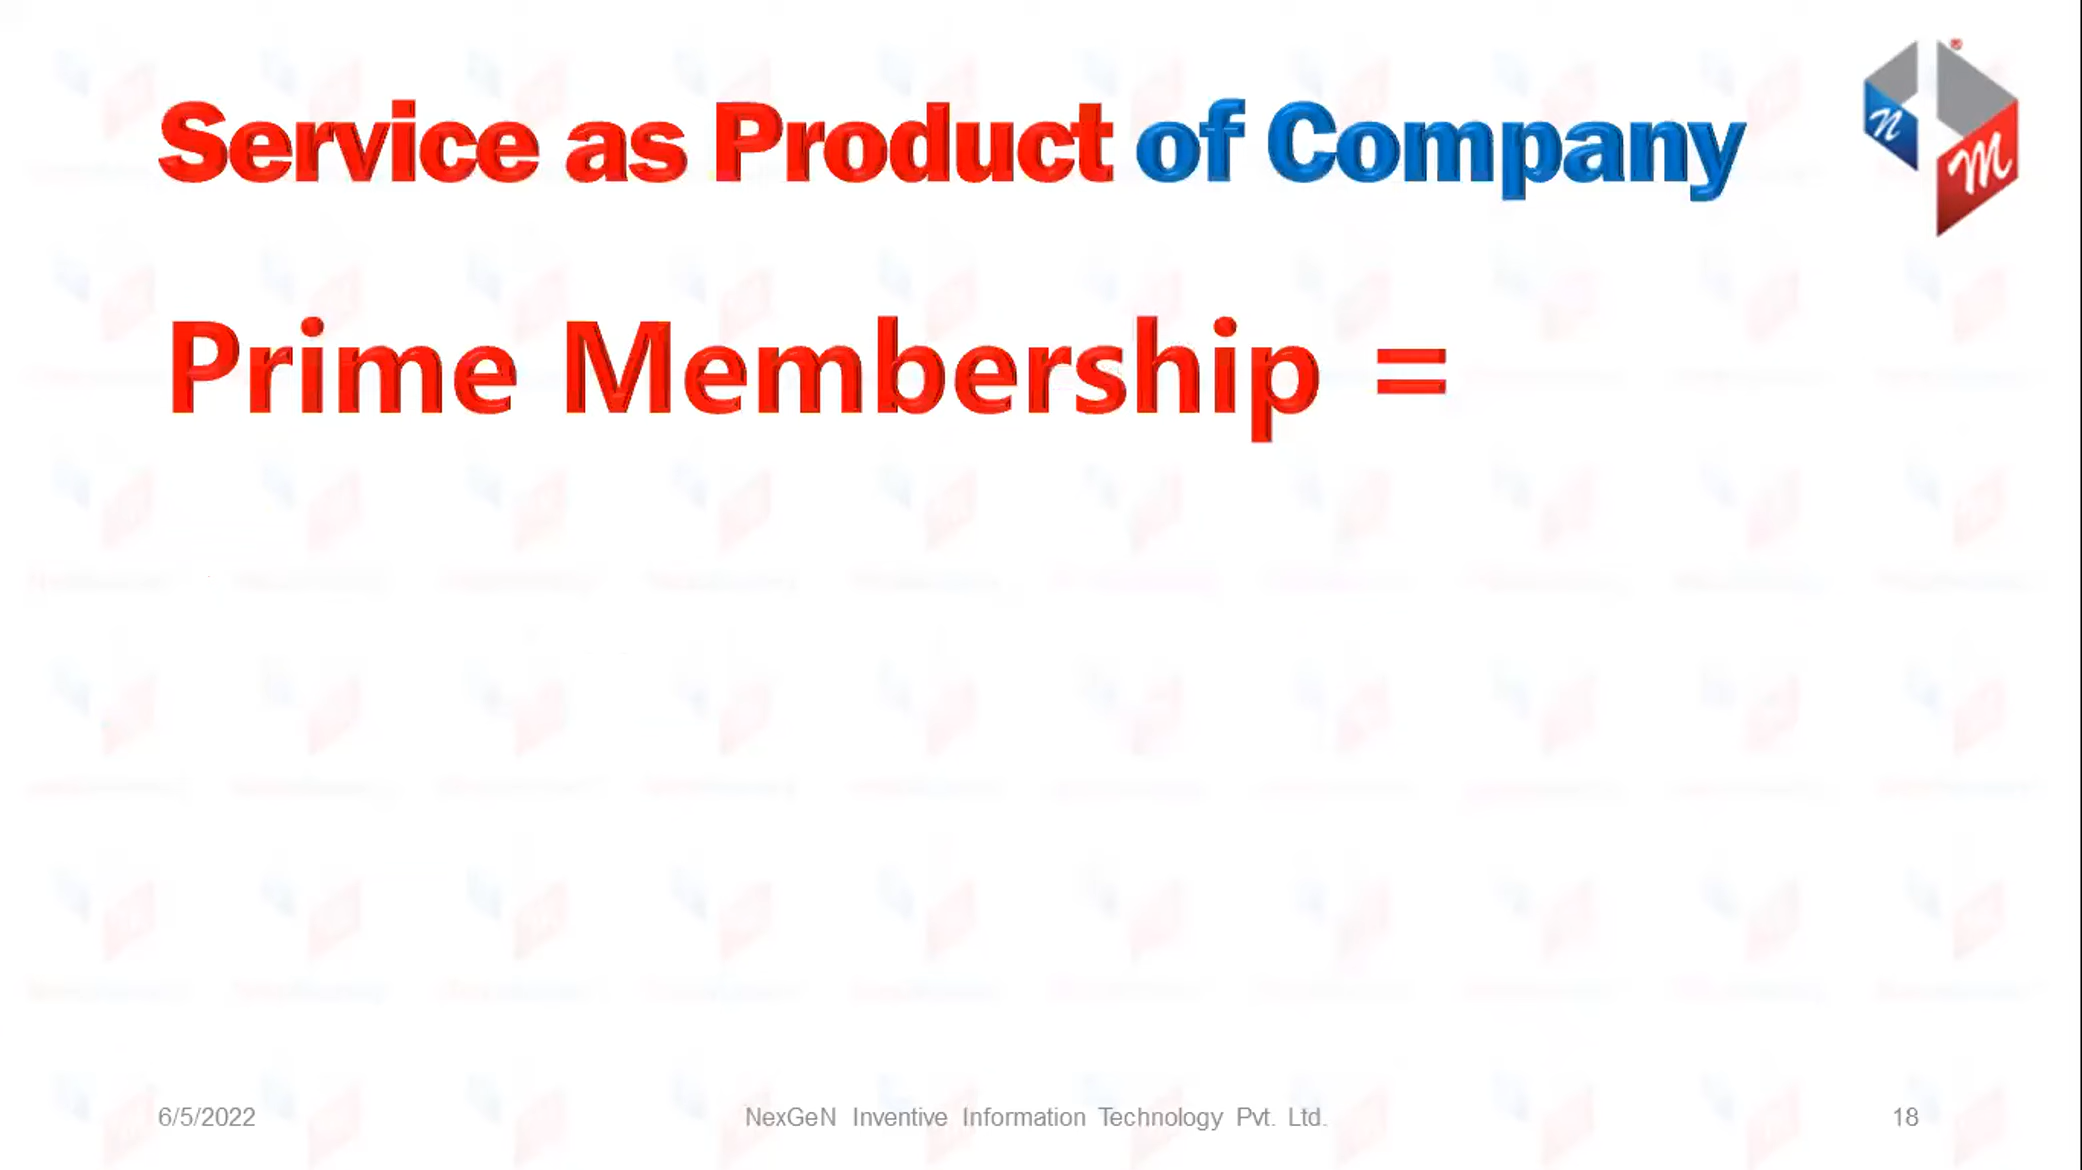 Service as Product of Company
n
m
®
Prime Membership =
6/5/2022 NexGeN Inventive Information Technology Pvt. Ltd. 18